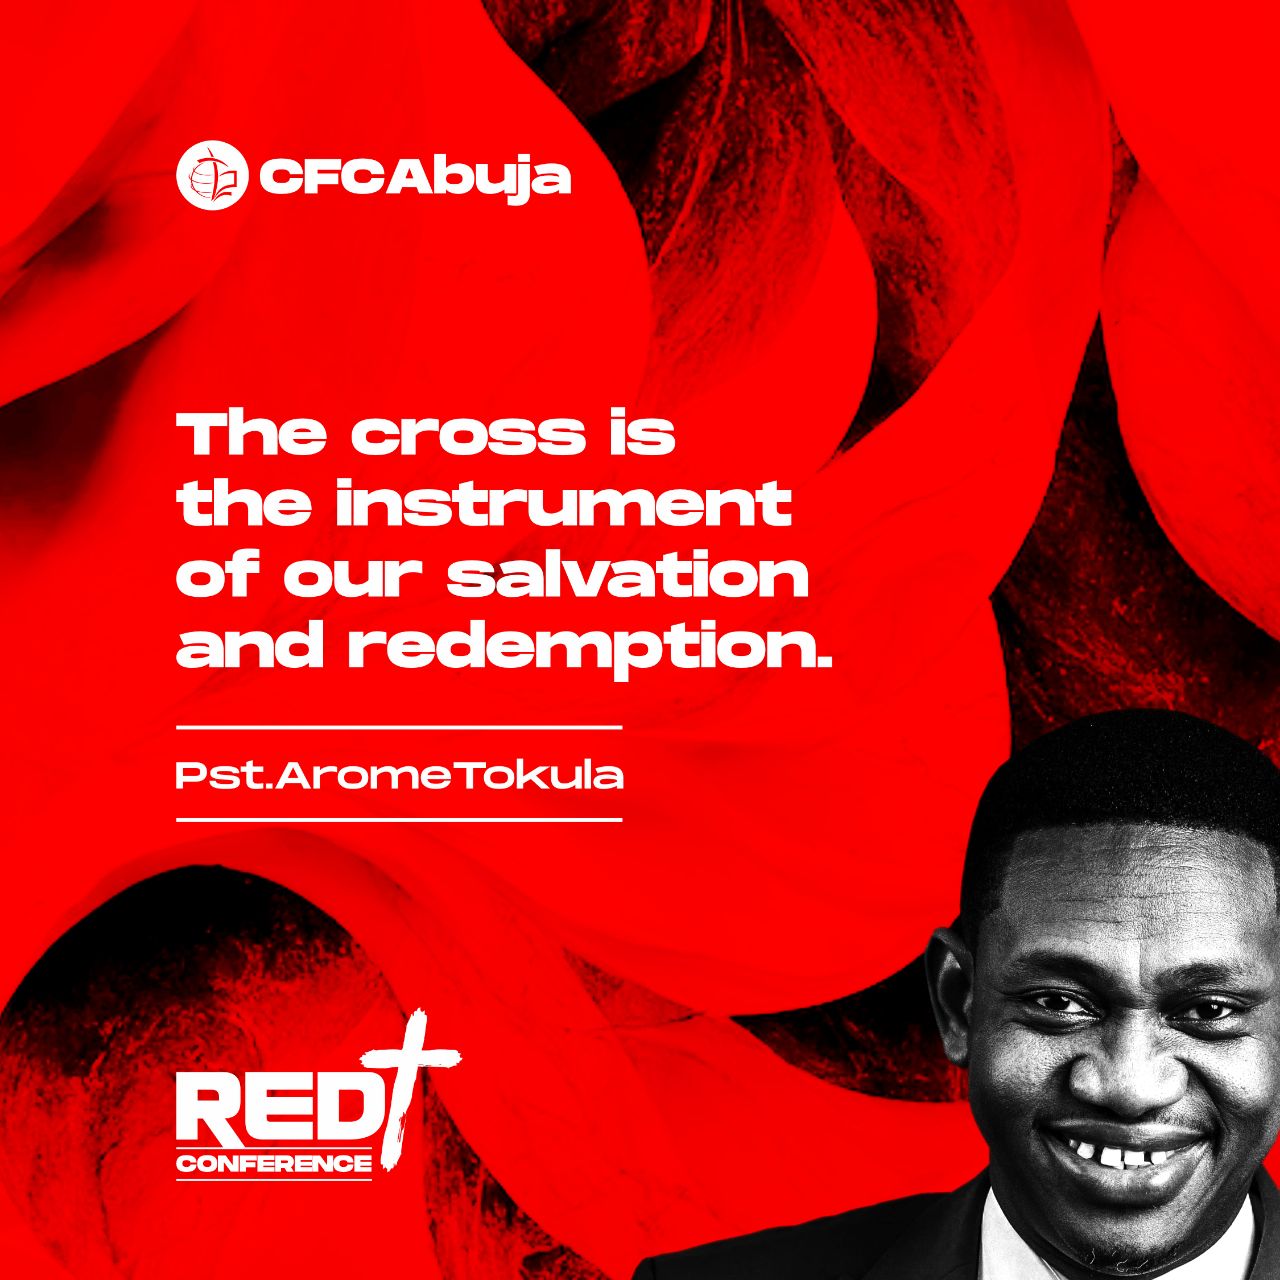 CFCAbuja
The cross is
the instrument
of our salvation
and redemption.
Pst.AromeTokula
RED
CONFERENCE